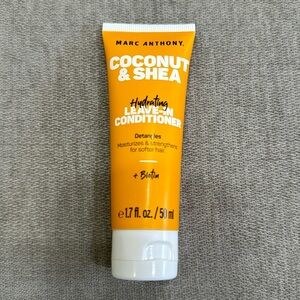 MARC ANTHONY.
COCONUT
& SHEA
Hydrating
LEAVE-IN
CONDITIONER
Detangles
Moisturizes & strengthens
for softer hair
+ Biotin
e 1.7 fl. oz. / 50 ml